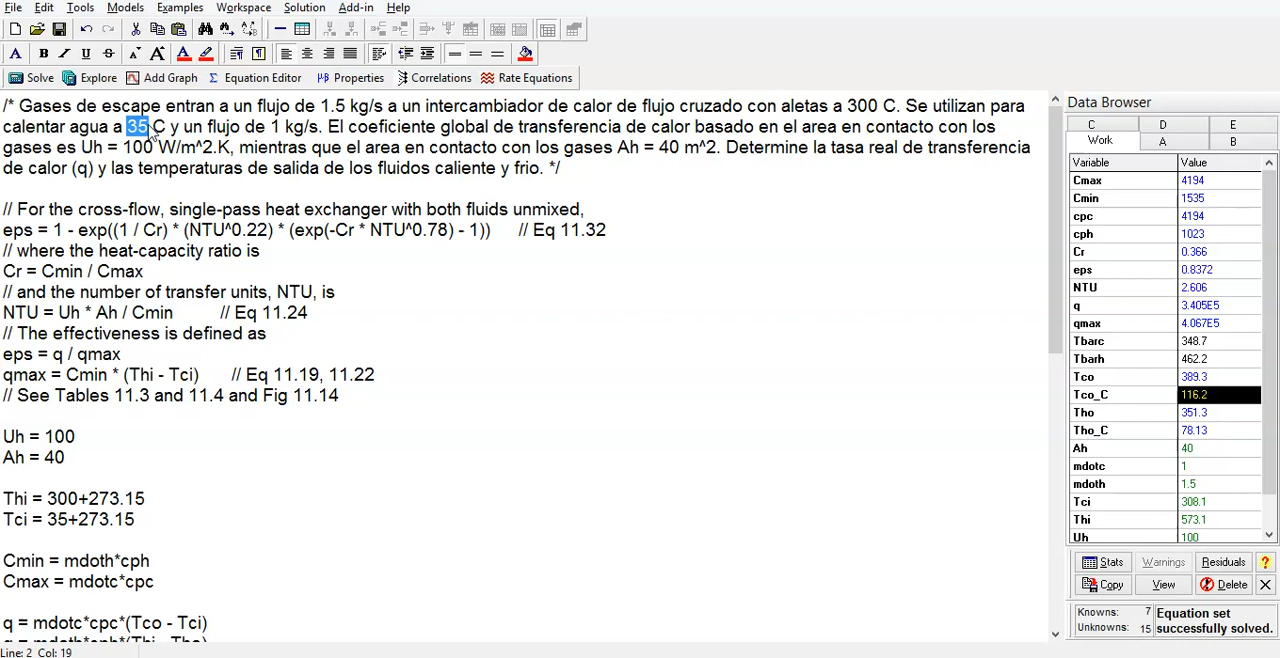 File Edit Tools Models Examples Workspace Solution Add-in Help
Solve Explore Add Graph Σ Equation Editor Properties Correlations Rate Equations
/* Gases de escape entran a un flujo de 1.5 kg/s a un intercambiador de calor de flujo cruzado con aletas a 300 C. Se utilizan para
calentar agua a 35 C y un flujo de 1 kg/s. El coeficiente global de transferencia de calor basado en el area en contacto con los
gases es Uh = 100 W/m^2.K, mientras que el area en contacto con los gases Ah = 40 m^2. Determine la tasa real de transferencia
de calor (q) y las temperaturas de salida de los fluidos caliente y frio. */
// For the cross-flow, single-pass heat exchanger with both fluids unmixed,
eps = 1 - exp((1 / Cr) * (NTU^0.22) * (exp(-Cr * NTU^0.78) - 1)) // Eq 11.32
// where the heat-capacity ratio is
Cr = Cmin / Cmax
// and the number of transfer units, NTU, is
NTU = Uh * Ah / Cmin // Eq 11.24
// The effectiveness is defined as
eps = q / qmax
qmax = Cmin * (Thi - Tci) // Eq 11.19, 11.22
// See Tables 11.3 and 11.4 and Fig 11.14
Uh = 100
Ah = 40
Thi = 300+273.15
Tci = 35+273.15
Cmin = mdoth*cph
Cmax = mdotc*cpc
q = mdotc*cpc*(Tco - Tci)
q = mdoth*cph*(Thi - Tho)
Line: 2 Col: 19
Data Browser
C D E
Work A B
Variable Value
Cmax 4194
Cmin 1535
cpc 4194
cph 1023
Cr 0.366
eps 0.8372
NTU 2.606
q 3.405E5
qmax 4.067E5
Tbarc 348.7
Tbarh 462.2
Tco 389.3
Tco_C 116.2
Tho 351.3
Tho_C 78.13
Ah 40
mdotc 1
mdoth 1.5
Tci 308.1
Thi 573.1
Uh 100
Stats Warnings Residuals ?
Copy View Delete
Knowns: 7 Equation set
Unknowns: 15 successfully solved.